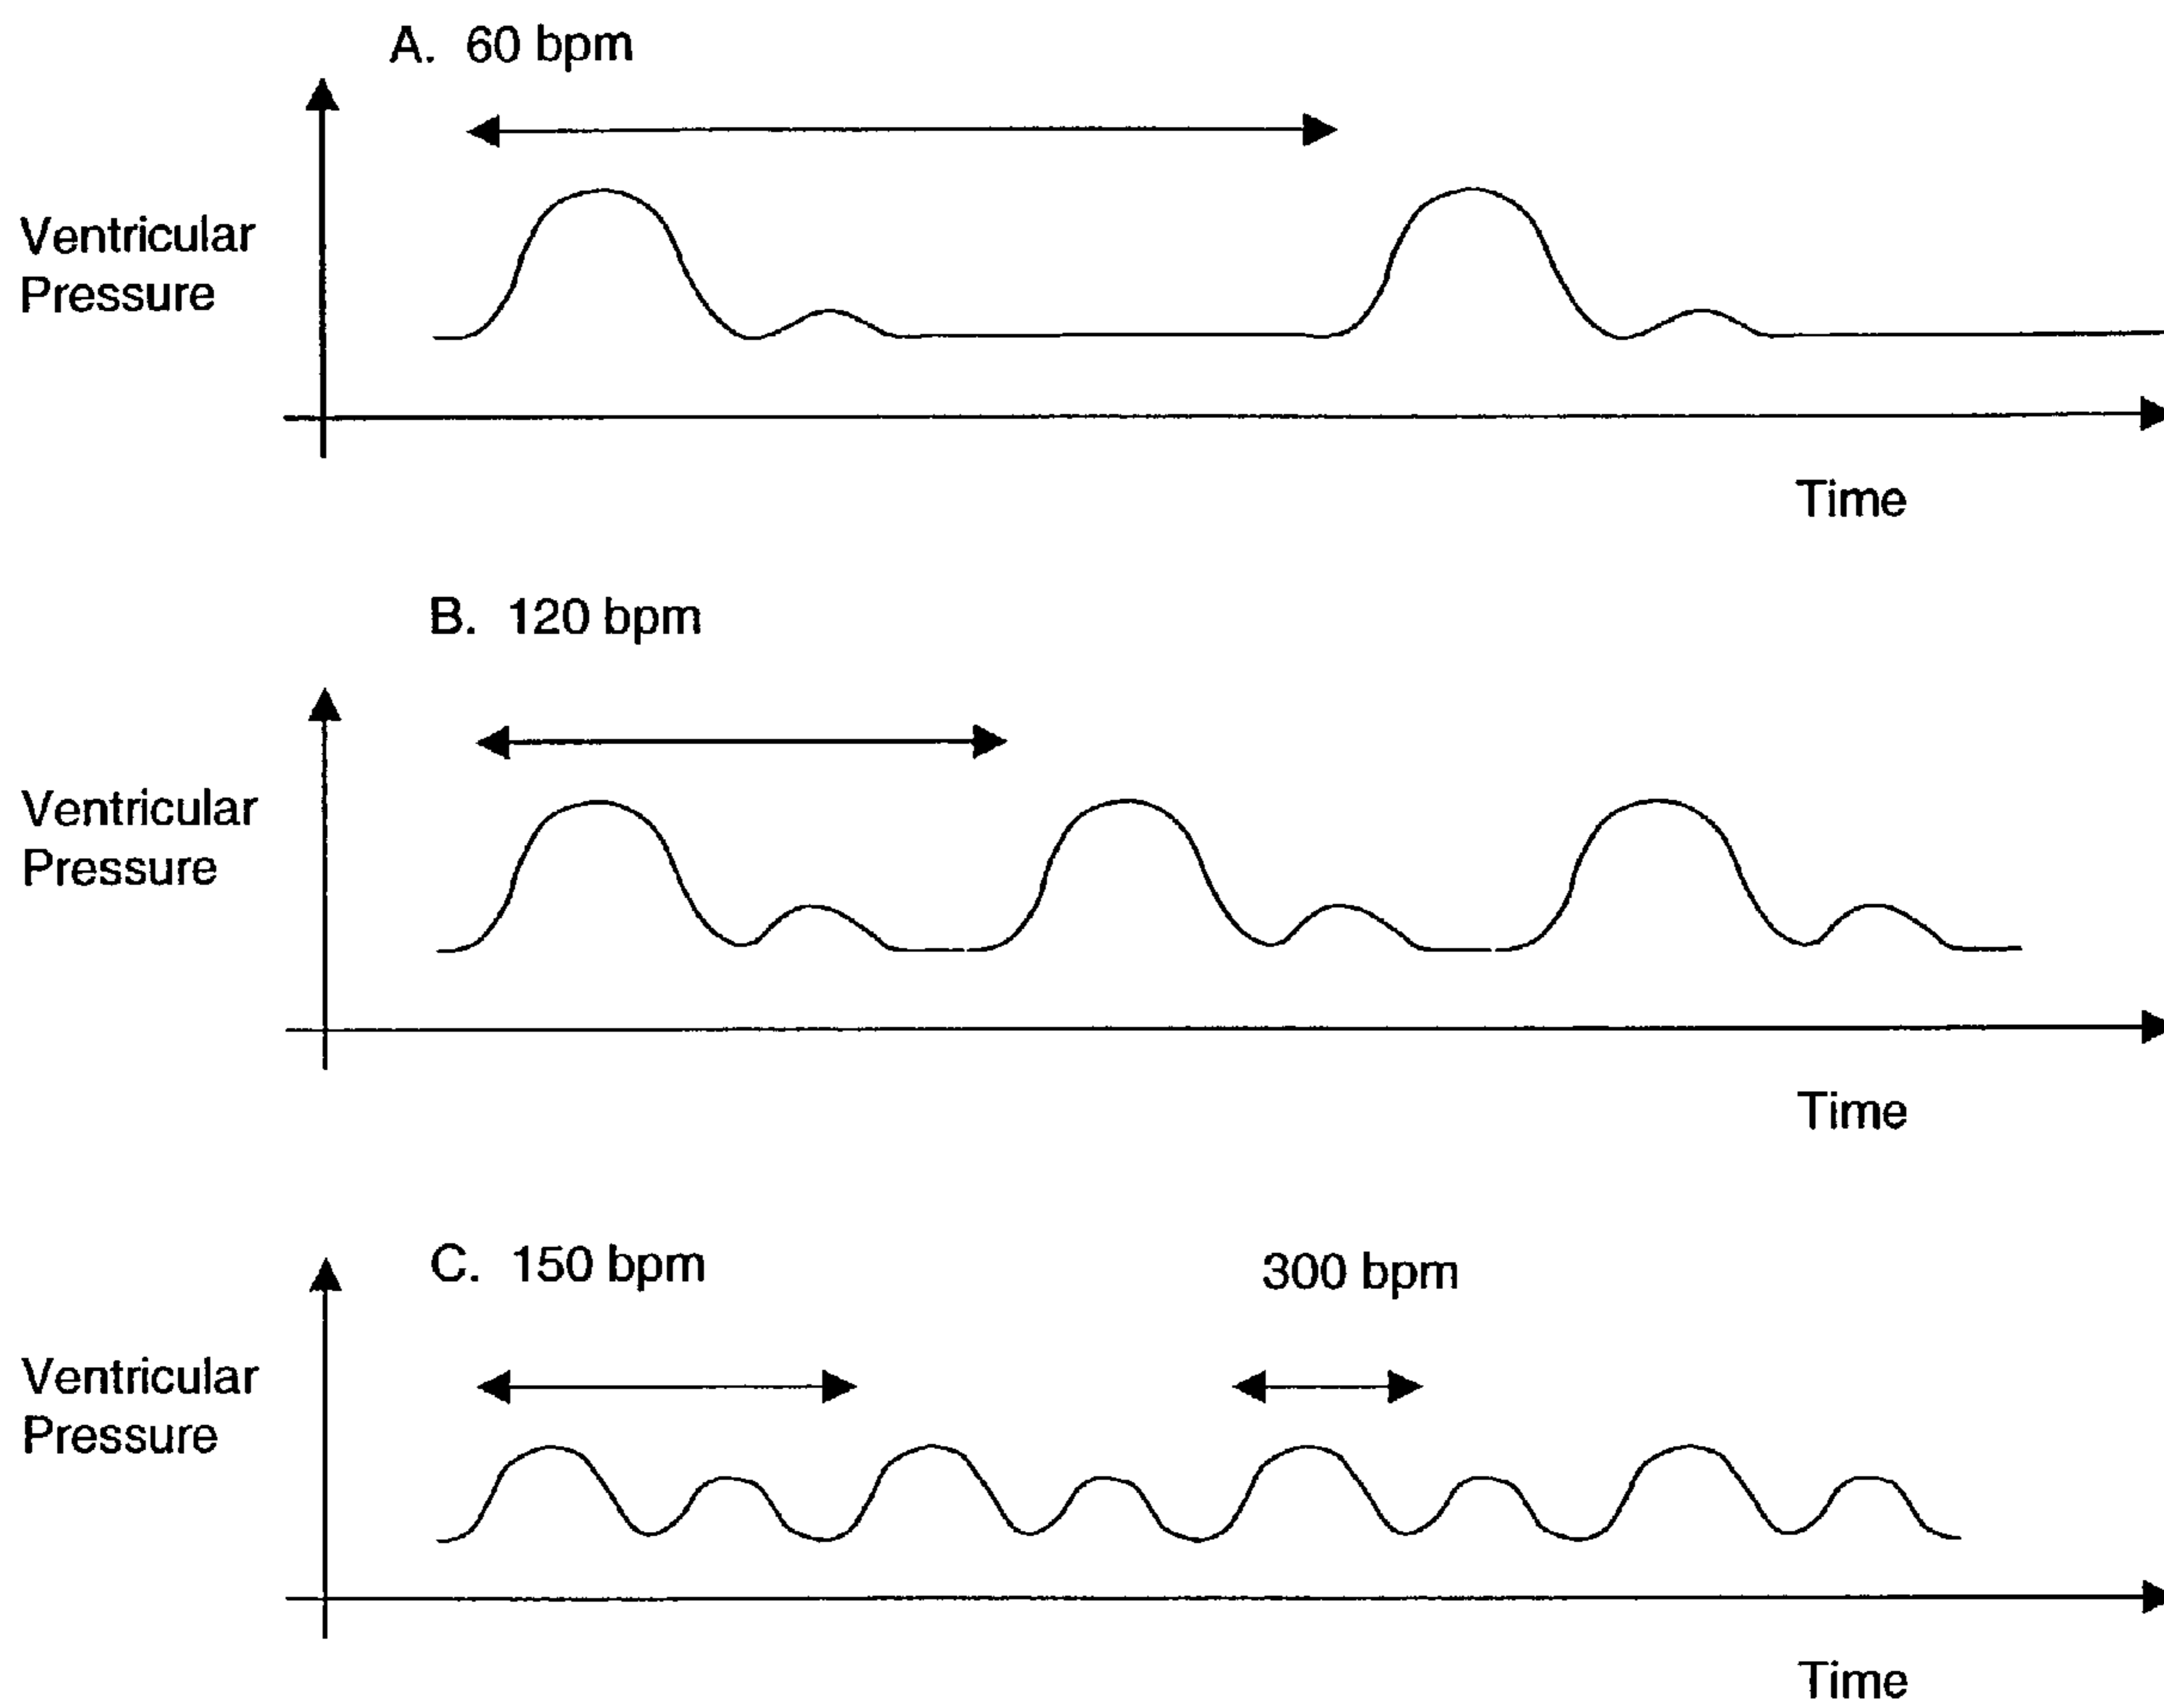 A. 60 bpm
Ventricular
Pressure
Time
B. 120 bpm
Ventricular
Pressure
Time
C. 150 bpm
300 bpm
Ventricular
Pressure
Time